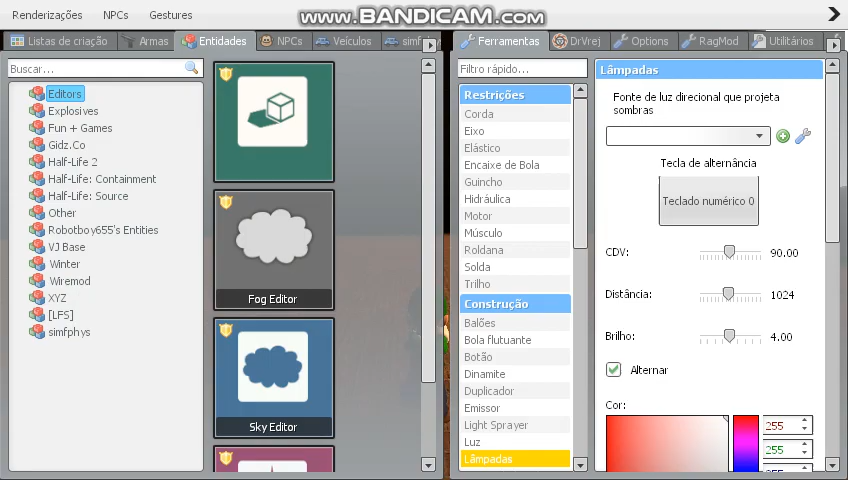 Renderizações NPCs Gestures
www.BANDICAM.com
Listas de criação Armas Entidades NPCs Veículos simfphy
Ferramentas DrVrej Options RagMod Utilitários
Buscar...
Editors
Explosives
Fun + Games
Gidz.Co
Half-Life 2
Half-Life: Containment
Half-Life: Source
Other
Robotboy655's Entities
VJ Base
Winter
Wiremod
XYZ
[LFS]
simfphys
Fog Editor
Sky Editor
Filtro rápido...
Restrições
Corda
Eixo
Elástico
Encaixe de Bola
Guincho
Hidráulica
Motor
Músculo
Roldana
Solda
Trilho
Construção
Balões
Bola flutuante
Botão
Dinamite
Duplicador
Emissor
Light Sprayer
Luz
Lâmpadas
Lâmpadas
Fonte de luz direcional que projeta
sombras
Tecla de alternância
Teclado numérico 0
CDV: 90.00
Distância: 1024
Brilho: 4.00
Alternar
Cor:
255
255
255